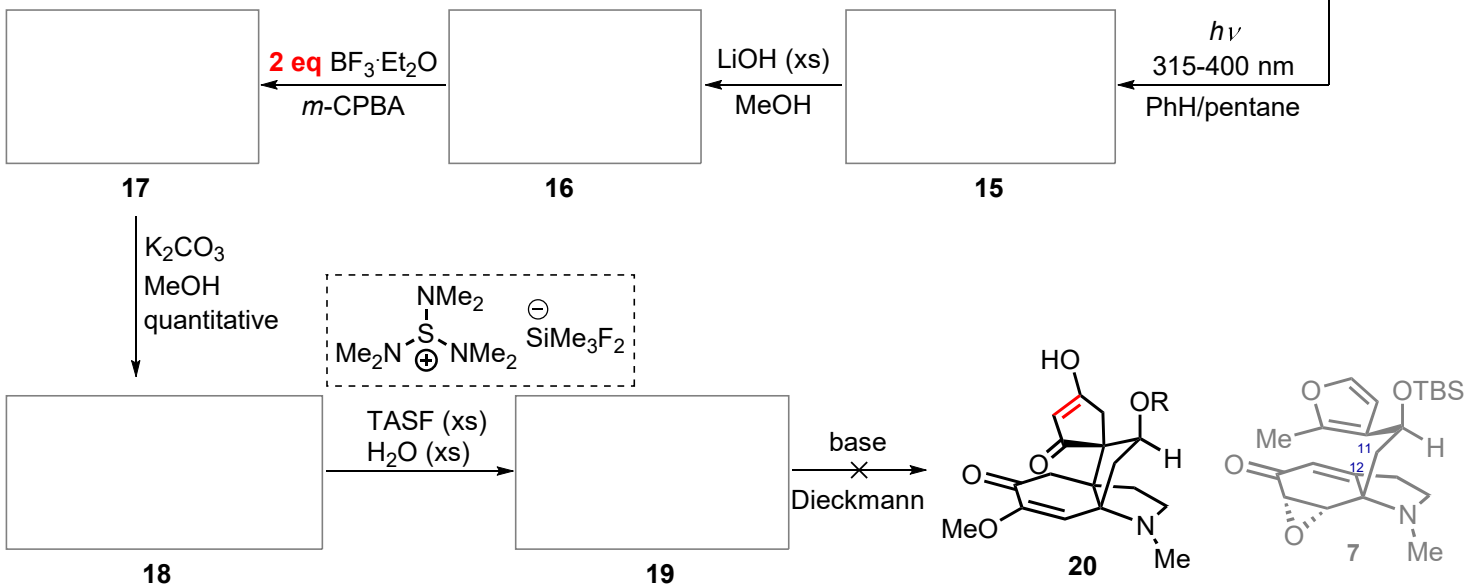 hν
315-400 nm
PhH/pentane
15
LiOH (xs)
MeOH
16
2 eq BF₃·Et₂O
m-CPBA
17
K₂CO₃
MeOH
quantitative
NMe₂
S
Me₂N
NMe₂
⊕
⊖
SiMe₃F₂
18
TASF (xs)
H₂O (xs)
19
base
Dieckmann
HO
OR
O
H
O
MeO
N
Me
20
O
OTBS
Me
H
11
12
O
O
N
Me
7